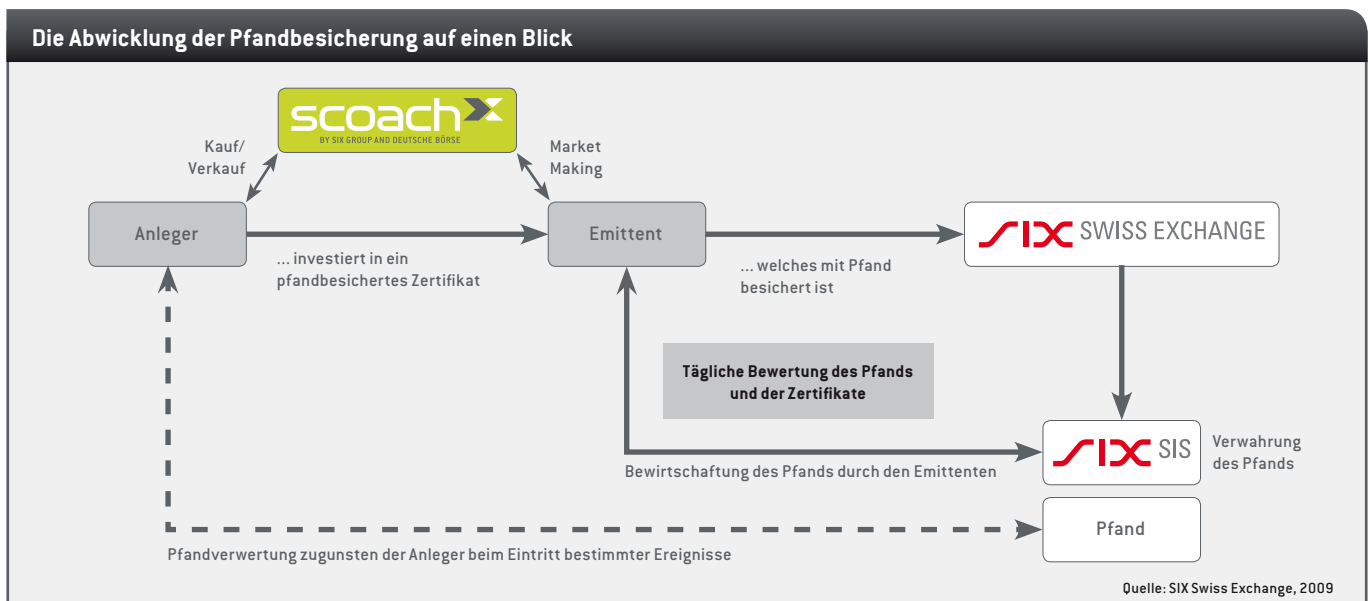 Die Abwicklung der Pfandbesicherung auf einen Blick
scoach
BY SIX GROUP AND DEUTSCHE BÖRSE
Kauf/
Verkauf
Market
Making
Anleger
Emittent
SIX SWISS EXCHANGE
... investiert in ein
pfandbesichertes Zertifikat
... welches mit Pfand
besichert ist
Tägliche Bewertung des Pfands
und der Zertifikate
SIX SIS
Verwahrung
des Pfands
Bewirtschaftung des Pfands durch den Emittenten
Pfand
Pfandverwertung zugunsten der Anleger beim Eintritt bestimmter Ereignisse
Quelle: SIX Swiss Exchange, 2009